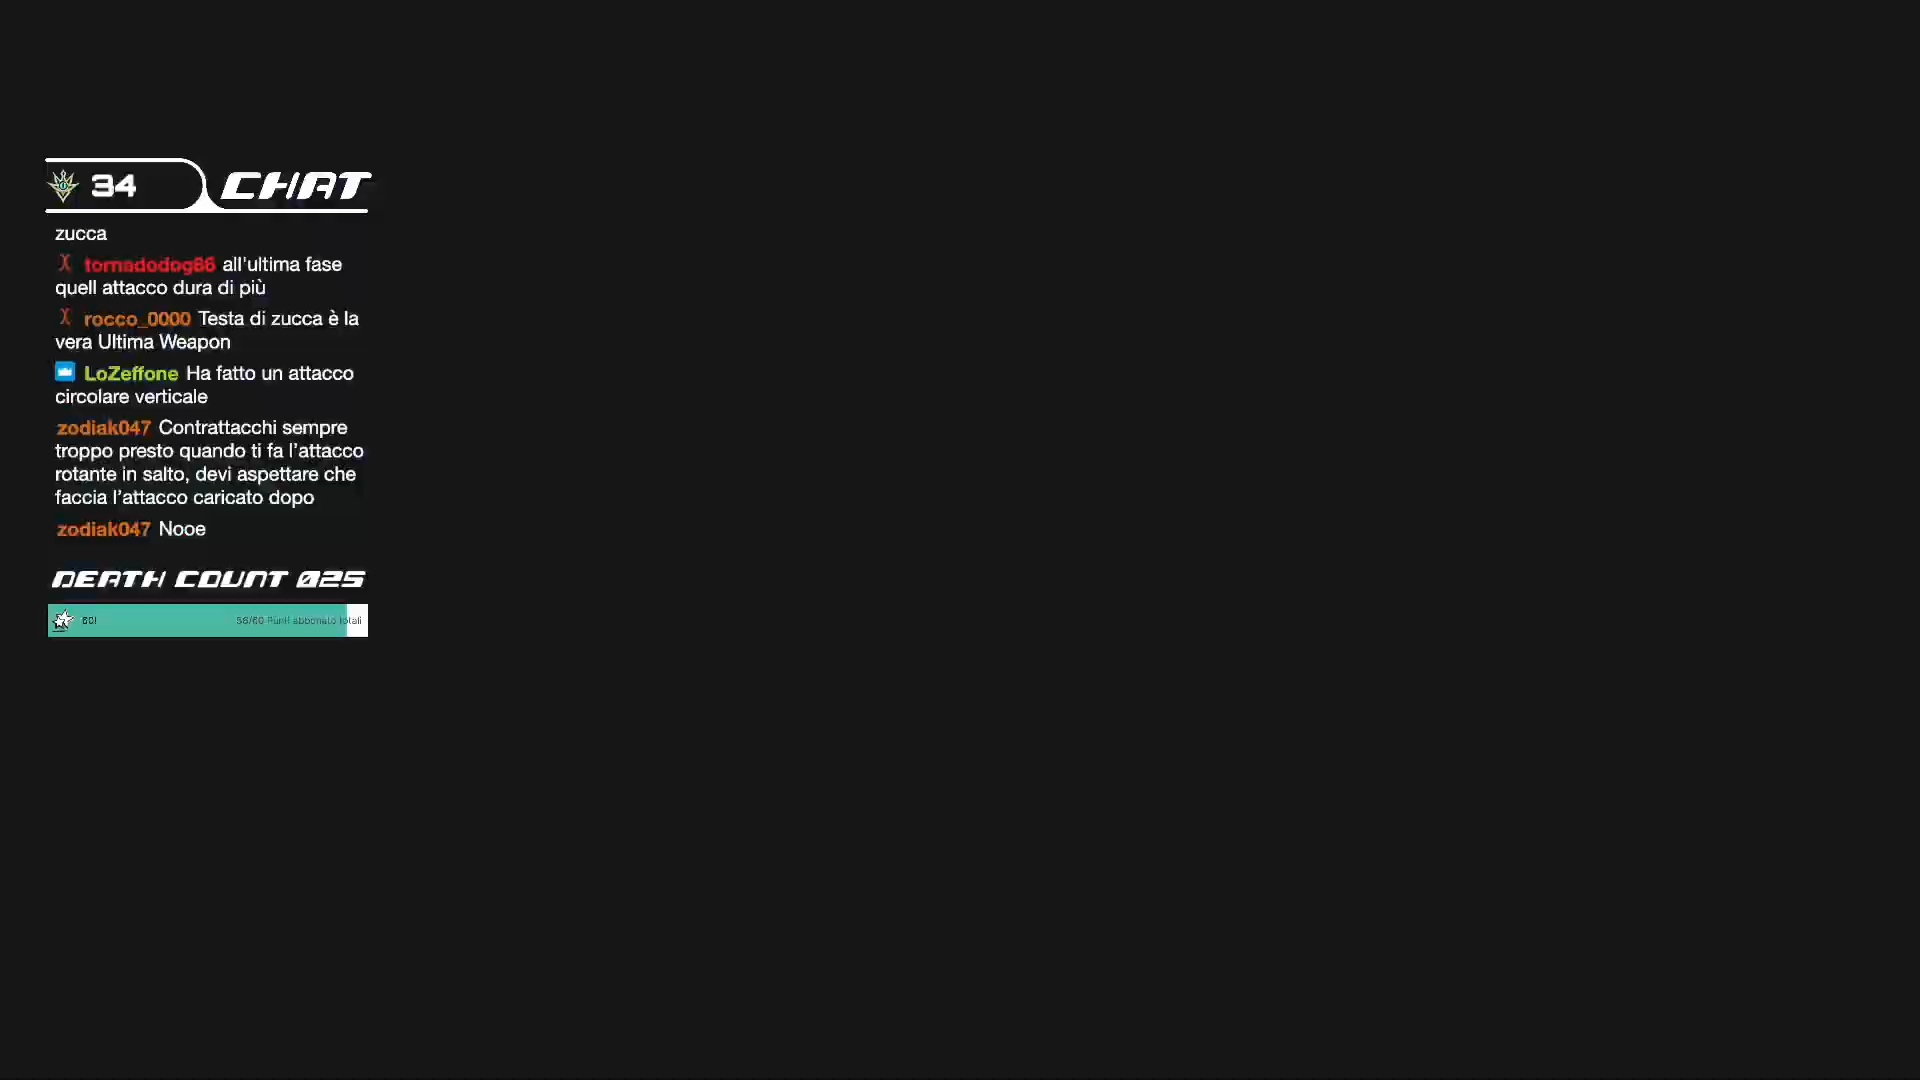 34 CHAT
zucca
tornadodog86 all'ultima fase
quell attacco dura di più
rocco_0000 Testa di zucca è la
vera Ultima Weapon
LoZeffone Ha fatto un attacco
circolare verticale
zodiak047 Contrattacchi sempre
troppo presto quando ti fa l'attacco
rotante in salto, devi aspettare che
faccia l'attacco caricato dopo
zodiak047 Nooe
DEATH COUNT 025
60! 56/60 Punti abbonato totali